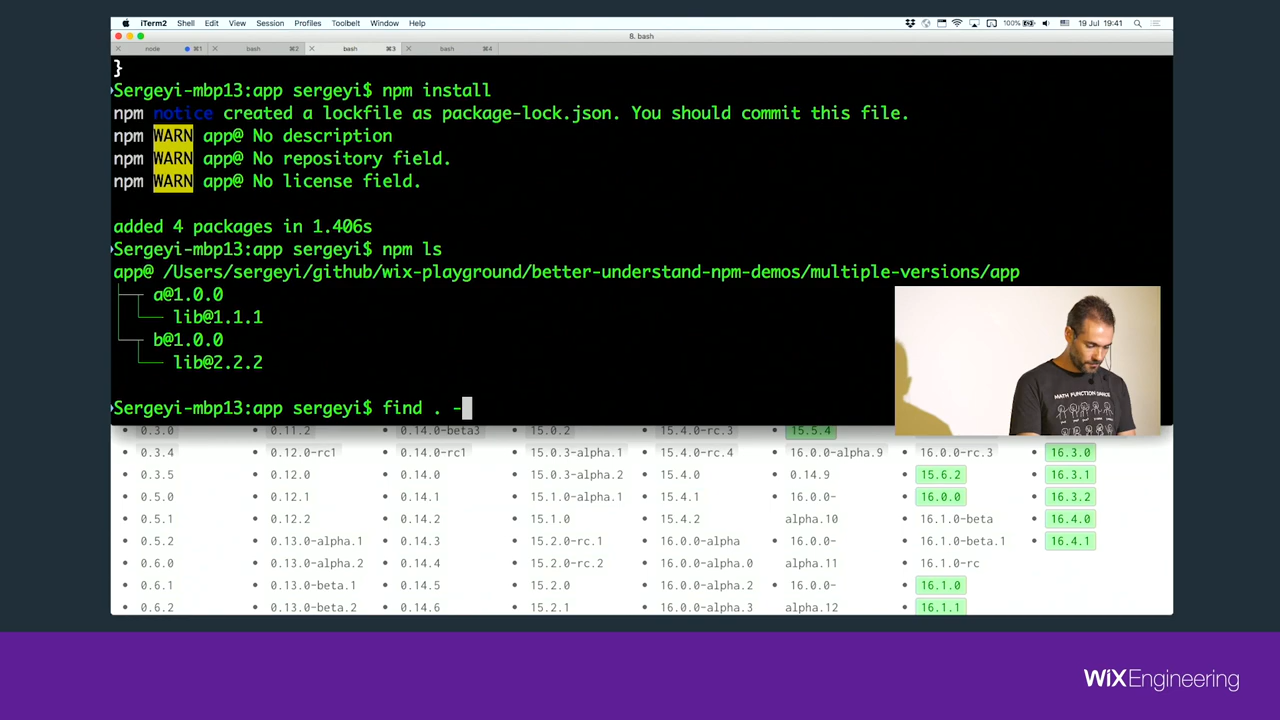 iTerm2 Shell Edit View Session Profiles Toolbelt Window Help 100% 19 Jul 19:41
8. bash
node ⌘1 bash ⌘2 bash ⌘3 bash ⌘4
}
Sergeyi-mbp13:app sergeyi$ npm install
npm notice created a lockfile as package-lock.json. You should commit this file.
npm WARN app@ No description
npm WARN app@ No repository field.
npm WARN app@ No license field.
added 4 packages in 1.406s
Sergeyi-mbp13:app sergeyi$ npm ls
app@ /Users/sergeyi/github/wix-playground/better-understand-npm-demos/multiple-versions/app
├── a@1.0.0
│ └── lib@1.1.1
└── b@1.0.0
└── lib@2.2.2
Sergeyi-mbp13:app sergeyi$ find . -
MATH FUNCTION DANCE
0.3.0 0.11.2 0.14.0-beta3 15.0.2 15.4.0-rc.3 15.5.4
0.3.4 0.12.0-rc1 0.14.0-rc1 15.0.3-alpha.1 15.4.0-rc.4 16.0.0-alpha.9 16.0.0-rc.3 16.3.0
0.3.5 0.12.0 0.14.0 15.0.3-alpha.2 15.4.0 0.14.9 15.6.2 16.3.1
0.5.0 0.12.1 0.14.1 15.1.0-alpha.1 15.4.1 16.0.0- 16.0.0 16.3.2
0.5.1 0.12.2 0.14.2 15.1.0 15.4.2 alpha.10 16.1.0-beta 16.4.0
0.5.2 0.13.0-alpha.1 0.14.3 15.2.0-rc.1 16.0.0-alpha 16.0.0- 16.1.0-beta.1 16.4.1
0.6.0 0.13.0-alpha.2 0.14.4 15.2.0-rc.2 16.0.0-alpha.0 alpha.11 16.1.0-rc
0.6.1 0.13.0-beta.1 0.14.5 15.2.0 16.0.0-alpha.2 16.0.0- 16.1.0
0.6.2 0.13.0-beta.2 0.14.6 15.2.1 16.0.0-alpha.3 alpha.12 16.1.1
WiXEngineering